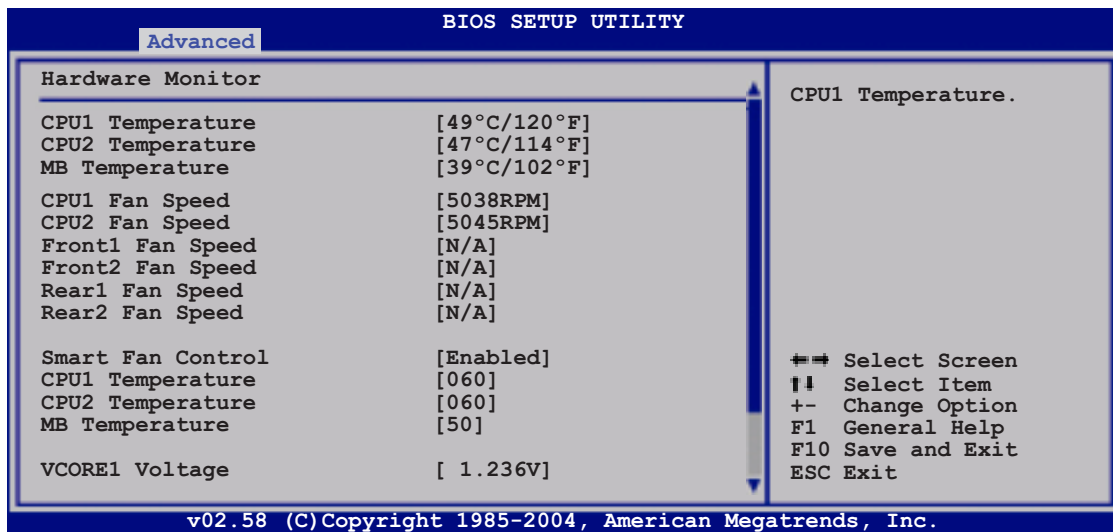 BIOS SETUP UTILITY
Advanced
Hardware Monitor
CPU1 Temperature [49°C/120°F]
CPU2 Temperature [47°C/114°F]
MB Temperature [39°C/102°F]
CPU1 Fan Speed [5038RPM]
CPU2 Fan Speed [5045RPM]
Front1 Fan Speed [N/A]
Front2 Fan Speed [N/A]
Rear1 Fan Speed [N/A]
Rear2 Fan Speed [N/A]
Smart Fan Control [Enabled]
CPU1 Temperature [060]
CPU2 Temperature [060]
MB Temperature [50]
VCORE1 Voltage [ 1.236V]
CPU1 Temperature.
←→ Select Screen
↑↓ Select Item
+- Change Option
F1 General Help
F10 Save and Exit
ESC Exit
v02.58 (C)Copyright 1985-2004, American Megatrends, Inc.